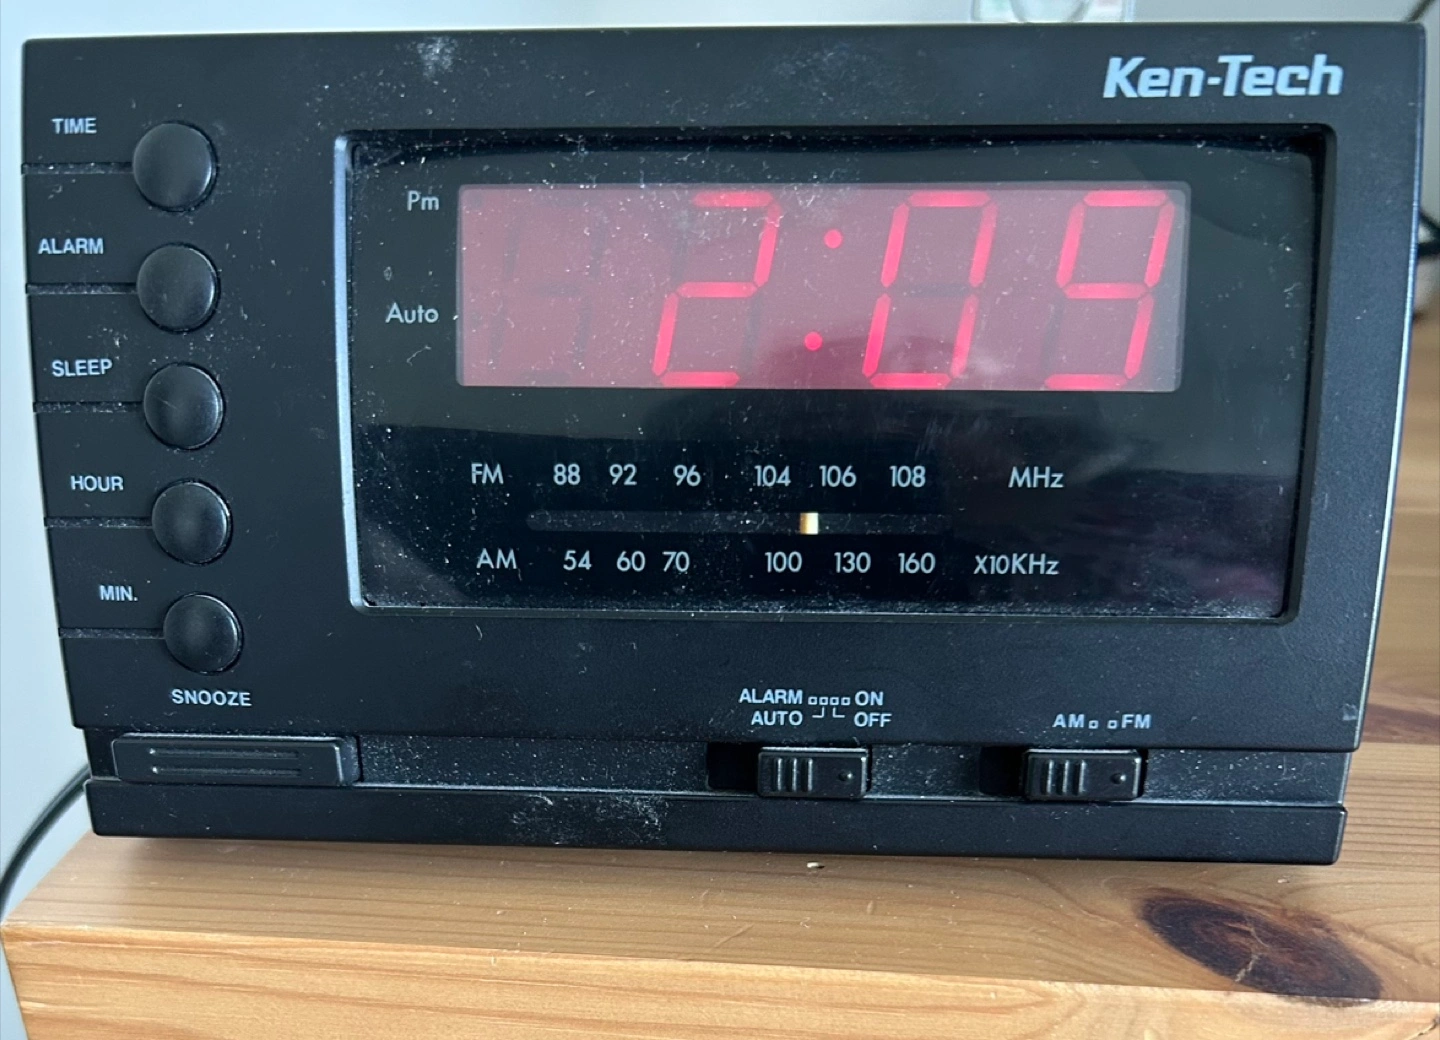 Ken-Tech
TIME
ALARM
SLEEP
HOUR
MIN.
SNOOZE
Pm
Auto
2:09
FM 88 92 96 104 106 108 MHz
AM 54 60 70 100 130 160 X10KHz
ALARM ON
AUTO OFF
AM FM